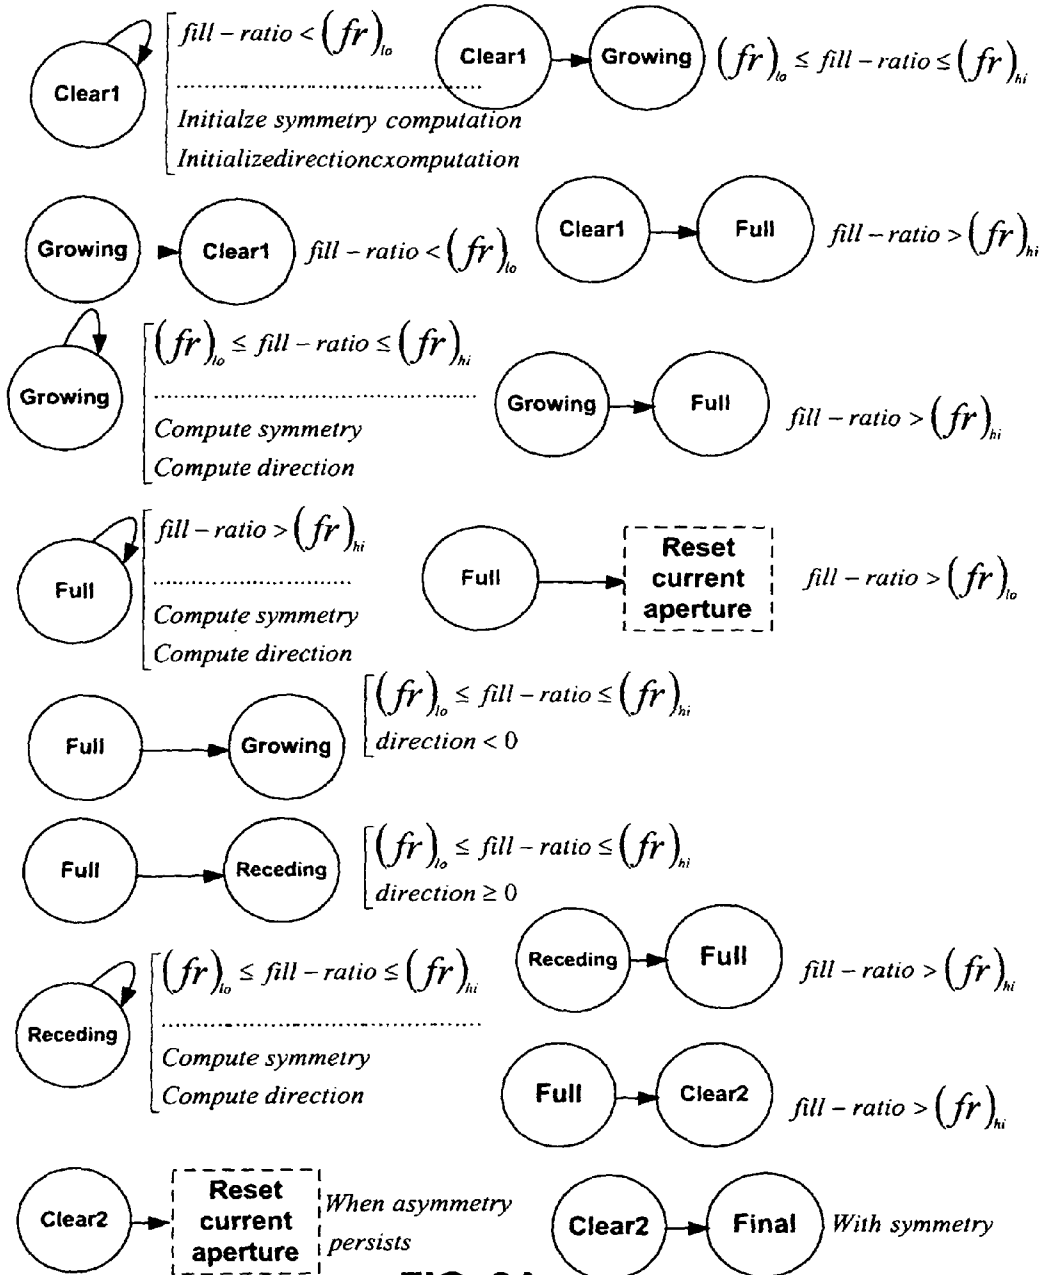 Clear1
fill – ratio < (fr)lo
....................................
Initialze symmetry computation
Initializedirectioncxomputation
Clear1
Growing
(fr)lo ≤ fill – ratio ≤ (fr)hi
Growing
Clear1
fill – ratio < (fr)lo
Clear1
Full
fill – ratio > (fr)hi
Growing
(fr)lo ≤ fill – ratio ≤ (fr)hi
....................................
Compute symmetry
Compute direction
Growing
Full
fill – ratio > (fr)hi
Full
fill – ratio > (fr)hi
..........................
Compute symmetry
Compute direction
Full
Reset
current
aperture
fill – ratio > (fr)lo
Full
Growing
(fr)lo ≤ fill – ratio ≤ (fr)hi
direction < 0
Full
Receding
(fr)lo ≤ fill – ratio ≤ (fr)hi
direction ≥ 0
Receding
(fr)lo ≤ fill – ratio ≤ (fr)hi
....................................
Compute symmetry
Compute direction
Receding
Full
fill – ratio > (fr)hi
Full
Clear2
fill – ratio > (fr)hi
Clear2
Reset
current
aperture
When asymmetry
persists
Clear2
Final
With symmetry